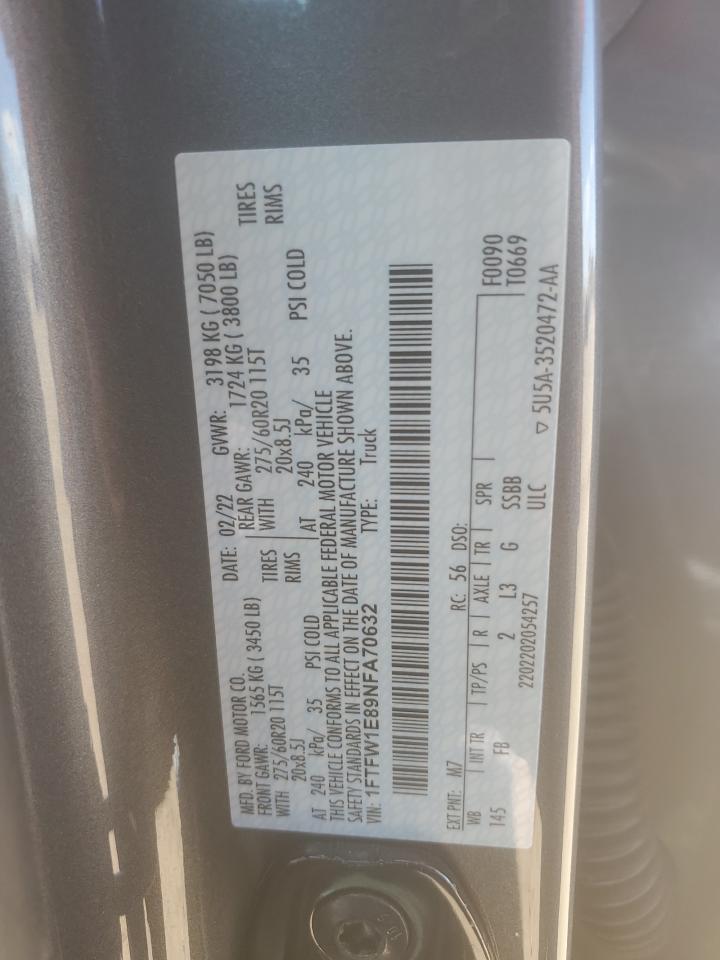 MFD. BY FORD MOTOR CO.
DATE: 02/22 GVWR: 3198 KG ( 7050 LB)
FRONT GAWR: 1565 KG ( 3450 LB) REAR GAWR: 1724 KG ( 3800 LB)
WITH 275/60R20 115T TIRES WITH 275/60R20 115T TIRES
20x8.5J RIMS 20x8.5J RIMS
AT 240 kPa/ 35 PSI COLD AT 240 kPa/ 35 PSI COLD
THIS VEHICLE CONFORMS TO ALL APPLICABLE FEDERAL MOTOR VEHICLE
SAFETY STANDARDS IN EFFECT ON THE DATE OF MANUFACTURE SHOWN ABOVE.
VIN: 1FTFW1E89NFA70632 TYPE: Truck
EXT PNT: M7 RC: 56 DSO:
WB INT TR TP/PS R AXLE TR SPR F0090
145 FB 2 L3 G SSBB T0669
2202202054257 ULC
▽ 5U5A-3520472-AA